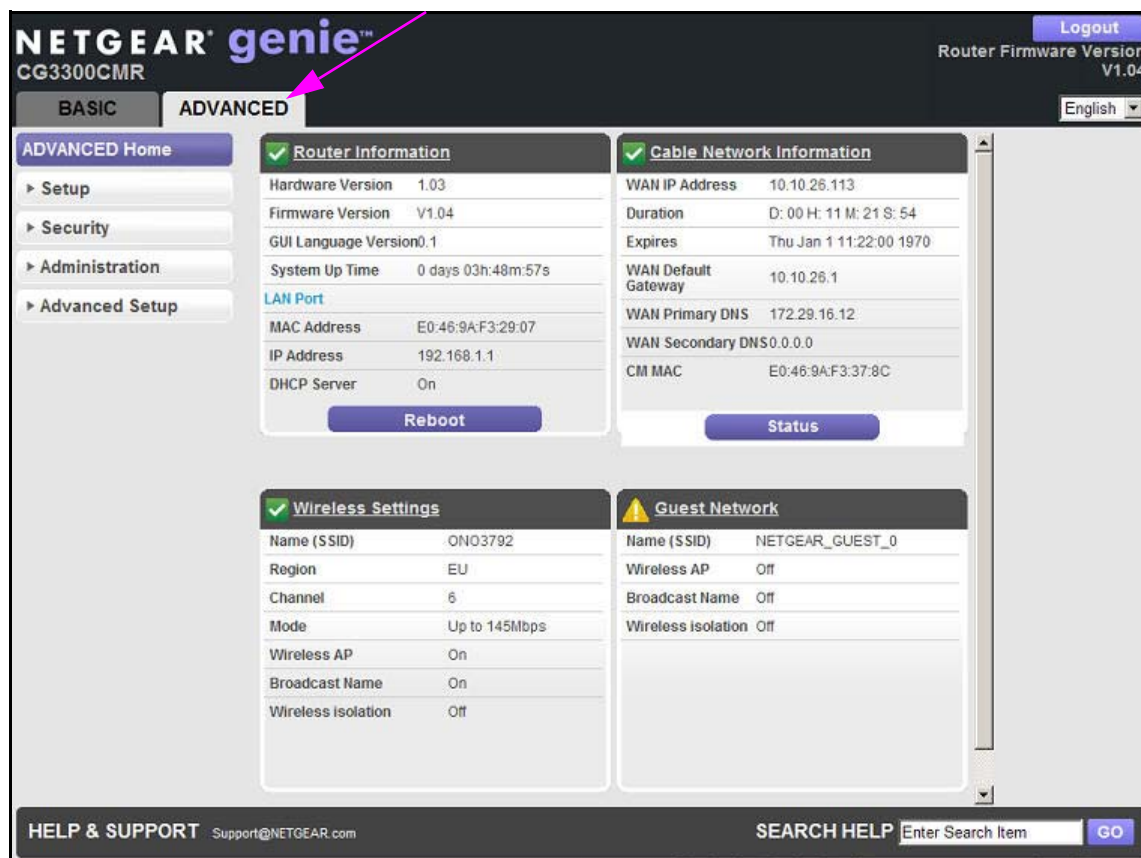 NETGEAR® genie™
Logout
CG3300CMR
Router Firmware Version
V1.04
BASIC
ADVANCED
English
ADVANCED Home
Setup
Security
Administration
Advanced Setup
Router Information
Hardware Version 1.03
Firmware Version V1.04
GUI Language Version0.1
System Up Time 0 days 03h:48m:57s
LAN Port
MAC Address E0:46:9A:F3:29:07
IP Address 192.168.1.1
DHCP Server On
Reboot
Cable Network Information
WAN IP Address 10.10.26.113
Duration D: 00 H: 11 M: 21 S: 54
Expires Thu Jan 1 11:22:00 1970
WAN Default
Gateway 10.10.26.1
WAN Primary DNS 172.29.16.12
WAN Secondary DNS0.0.0.0
CM MAC E0:46:9A:F3:37:8C
Status
Wireless Settings
Name (SSID) ONO3792
Region EU
Channel 6
Mode Up to 145Mbps
Wireless AP On
Broadcast Name On
Wireless isolation Off
Guest Network
Name (SSID) NETGEAR_GUEST_0
Wireless AP Off
Broadcast Name Off
Wireless isolation Off
HELP & SUPPORT Support@NETGEAR.com
SEARCH HELP Enter Search Item GO